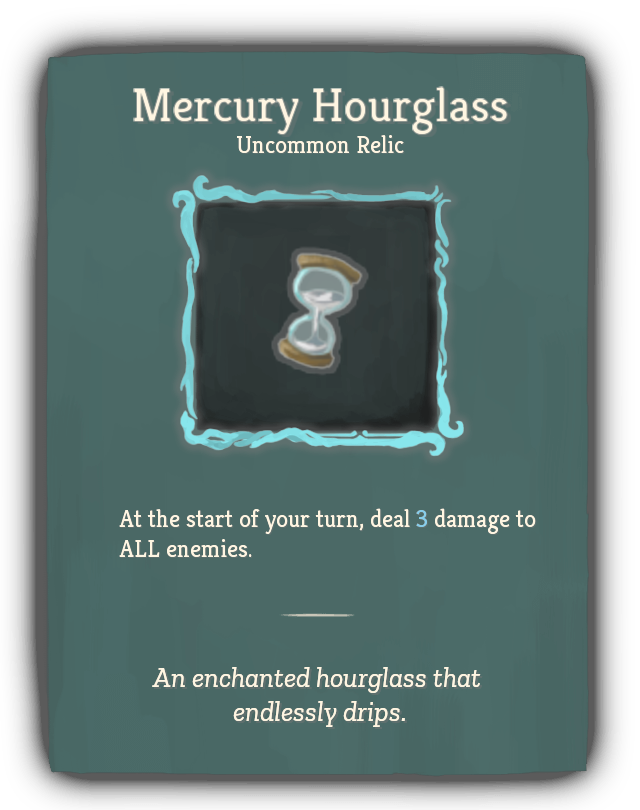 Mercury Hourglass
Uncommon Relic
At the start of your turn, deal 3 damage to
ALL enemies.
An enchanted hourglass that
endlessly drips.